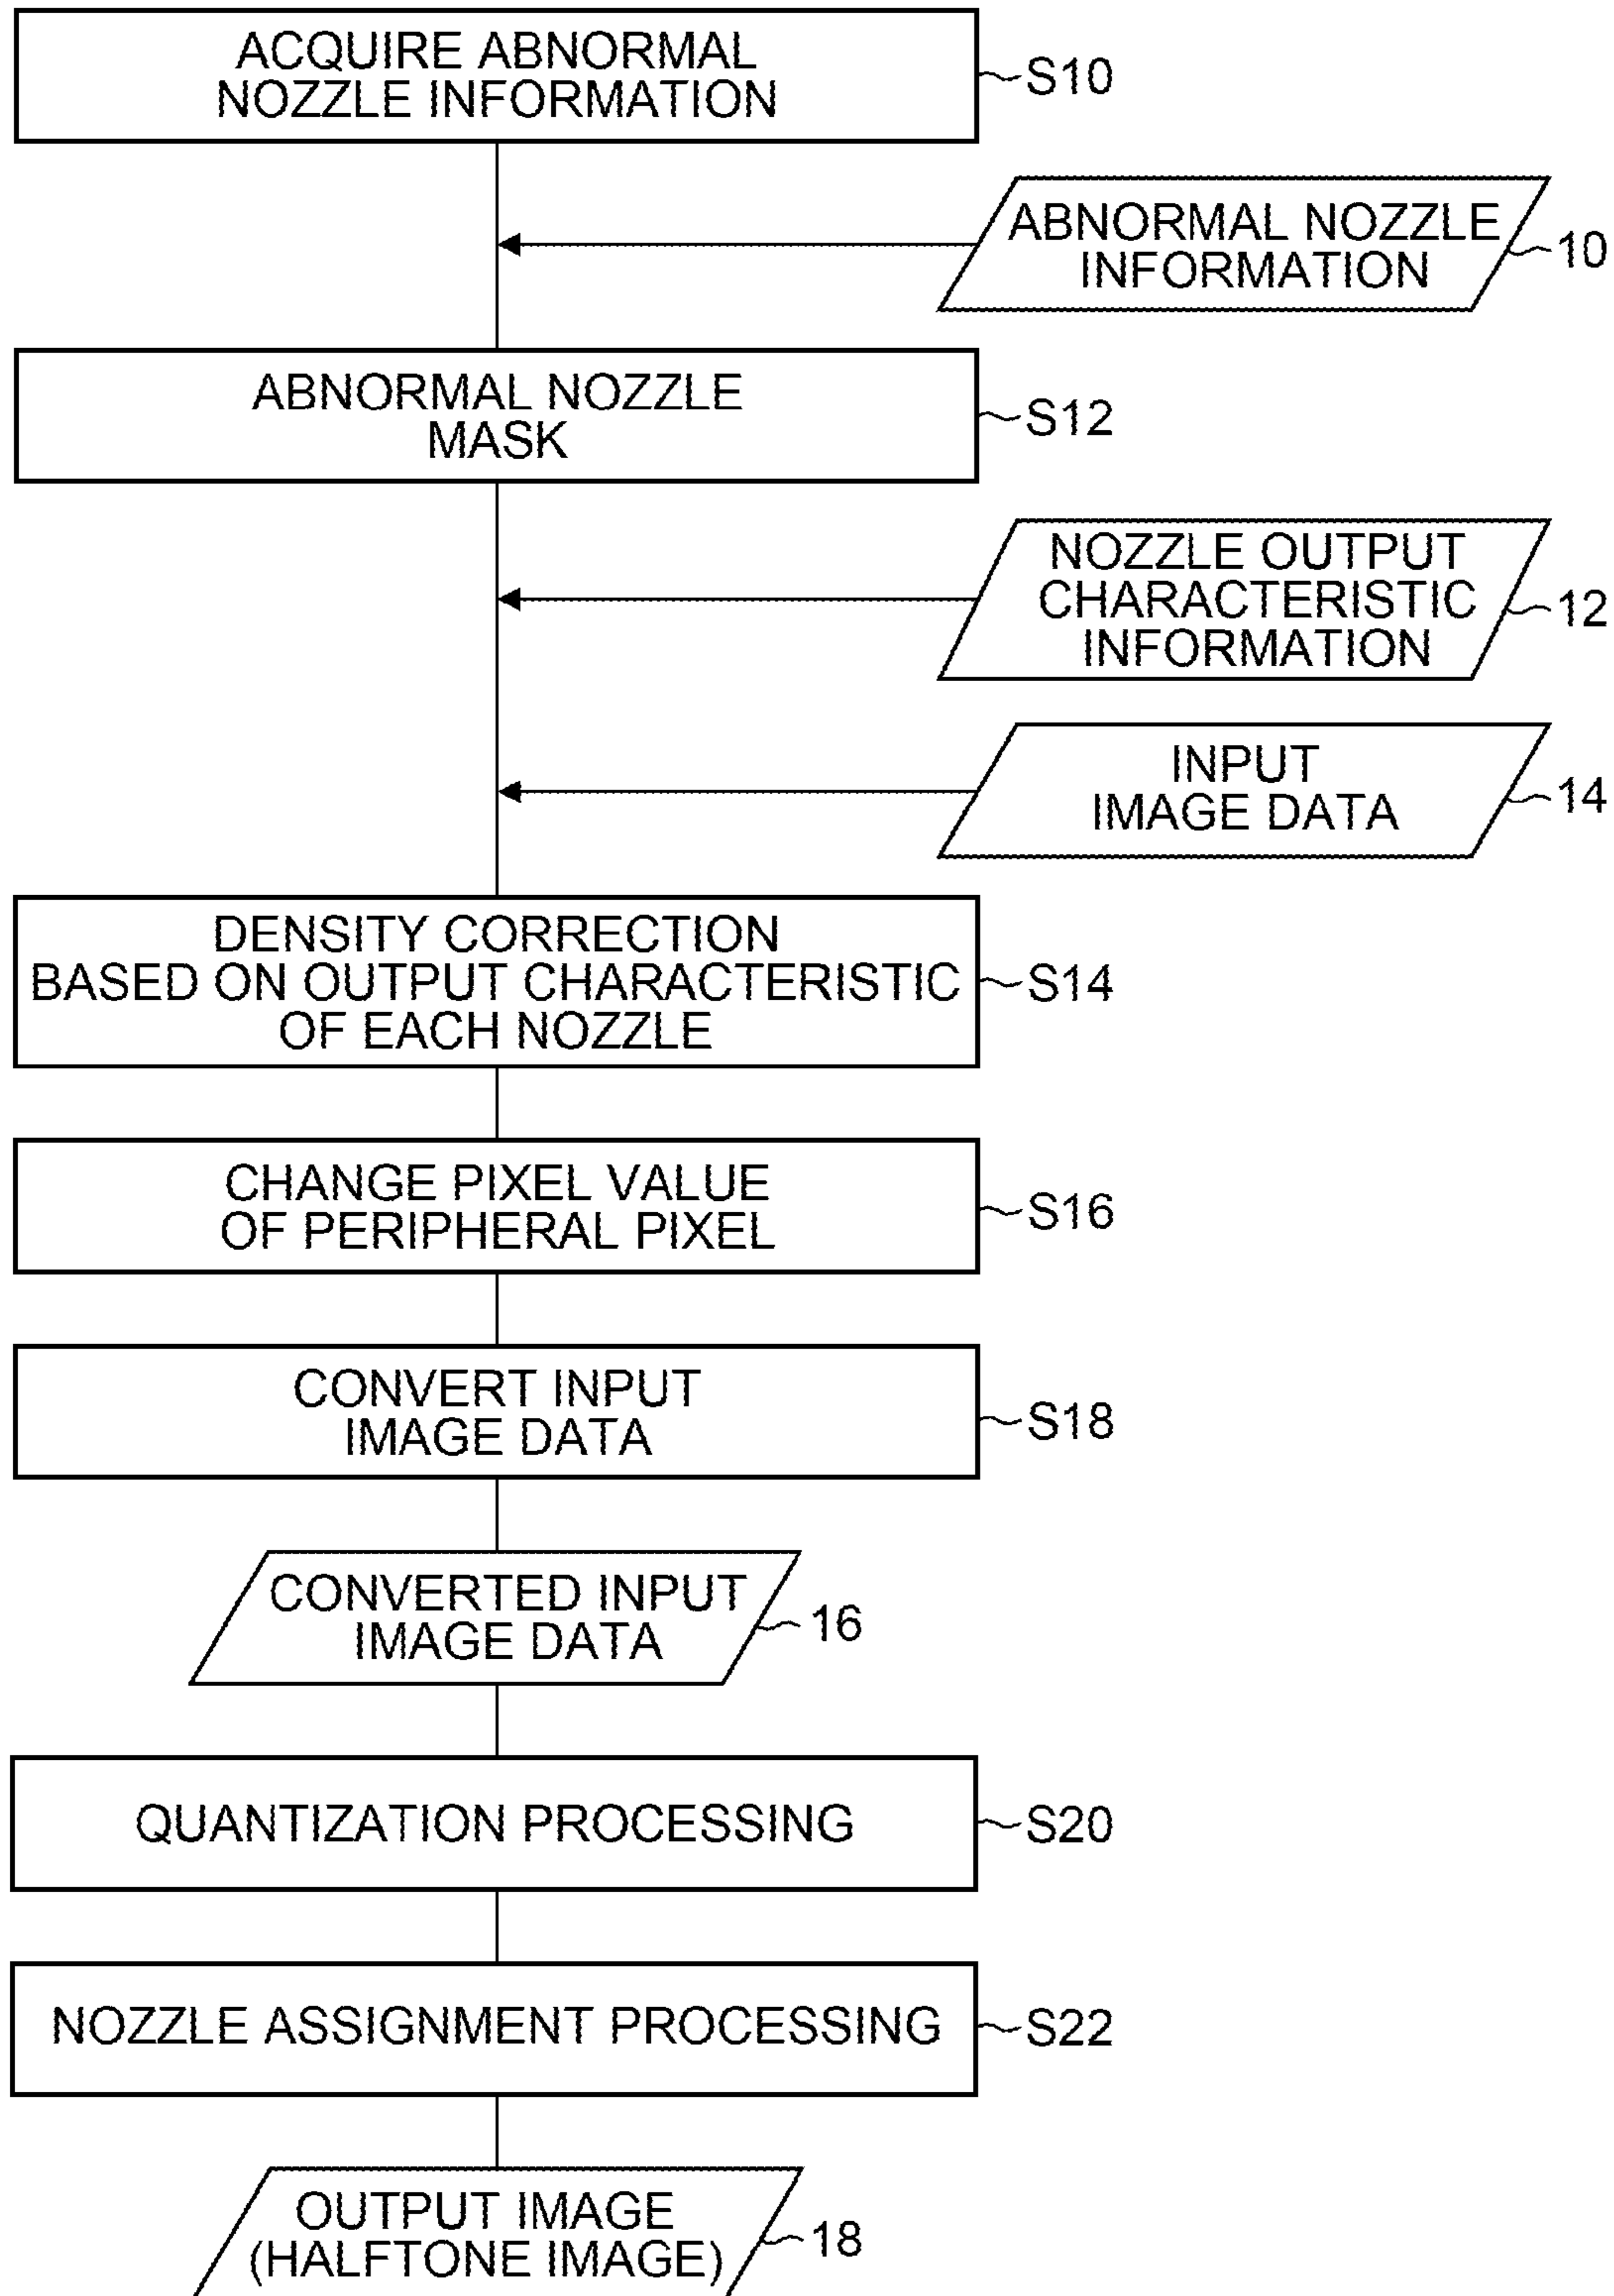 ACQUIRE ABNORMAL
NOZZLE INFORMATION
S10
ABNORMAL NOZZLE
INFORMATION
10
ABNORMAL NOZZLE
MASK
S12
NOZZLE OUTPUT
CHARACTERISTIC
INFORMATION
12
INPUT
IMAGE DATA
14
DENSITY CORRECTION
BASED ON OUTPUT CHARACTERISTIC
OF EACH NOZZLE
S14
CHANGE PIXEL VALUE
OF PERIPHERAL PIXEL
S16
CONVERT INPUT
IMAGE DATA
S18
CONVERTED INPUT
IMAGE DATA
16
QUANTIZATION PROCESSING
S20
NOZZLE ASSIGNMENT PROCESSING
S22
OUTPUT IMAGE
(HALFTONE IMAGE)
18